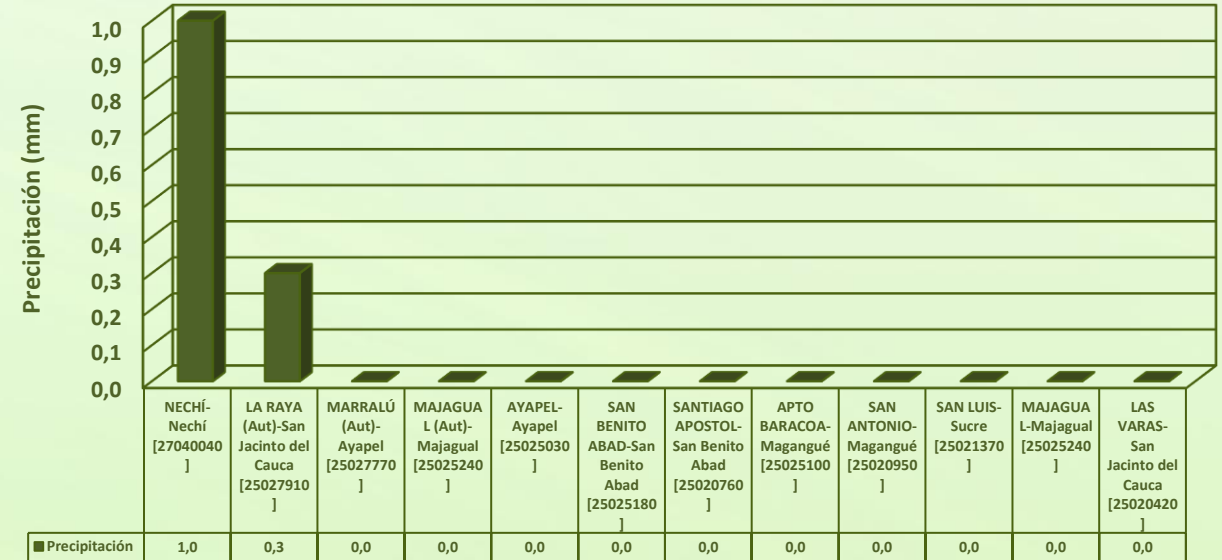 Precipitación (mm)
1,0
0,9
0,8
0,7
0,6
0,5
0,4
0,3
0,2
0,1
0,0
NECHÍ-
Nechí
[27040040
]
LA RAYA
(Aut)-San
Jacinto del
Cauca
[25027910
]
MARRALÚ
(Aut)-
Ayapel
[25027770
]
MAJAGUA
L (Aut)-
Majagual
[25025240
]
AYAPEL-
Ayapel
[25025030
]
SAN
BENITO
ABAD-San
Benito
Abad
[25025180
]
SANTIAGO
APOSTOL-
San Benito
Abad
[25020760
]
APTO
BARACOA-
Magangué
[25025100
]
SAN
ANTONIO-
Magangué
[25020950
]
SAN LUIS-
Sucre
[25021370
]
MAJAGUA
L-Majagual
[25025240
]
LAS
VARAS-
San
Jacinto del
Cauca
[25020420
]
Precipitación 1,0 0,3 0,0 0,0 0,0 0,0 0,0 0,0 0,0 0,0 0,0 0,0